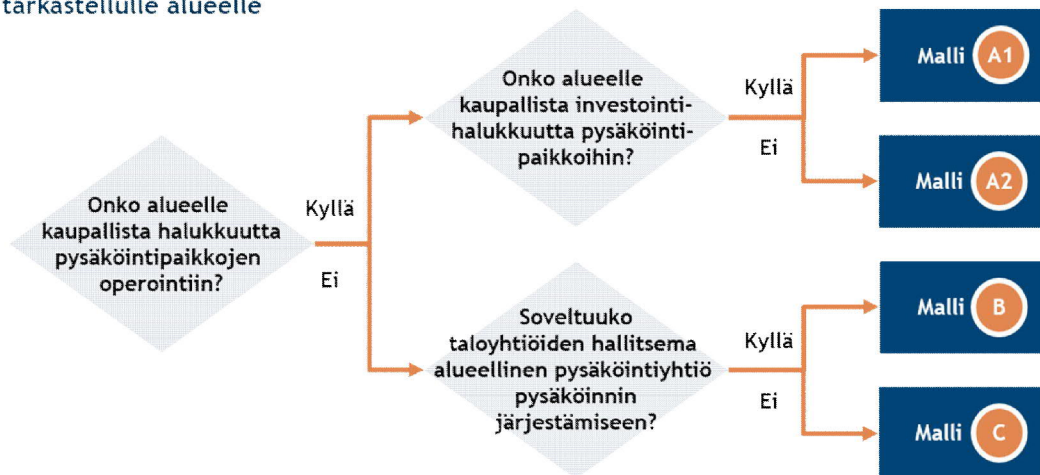 tarkastellulle alueelle
Onko alueelle
kaupallista halukkuutta
pysäköintipaikkojen
operointiin?
Kyllä
Ei
Onko alueelle
kaupallista investointi-
halukkuutta pysäköinti-
paikkoihin?
Kyllä
Ei
Malli A1
Malli A2
Soveltuuko
taloyhtiöiden hallitsema
alueellinen pysäköintiyhtiö
pysäköinnin
järjestämiseen?
Kyllä
Ei
Malli B
Malli C